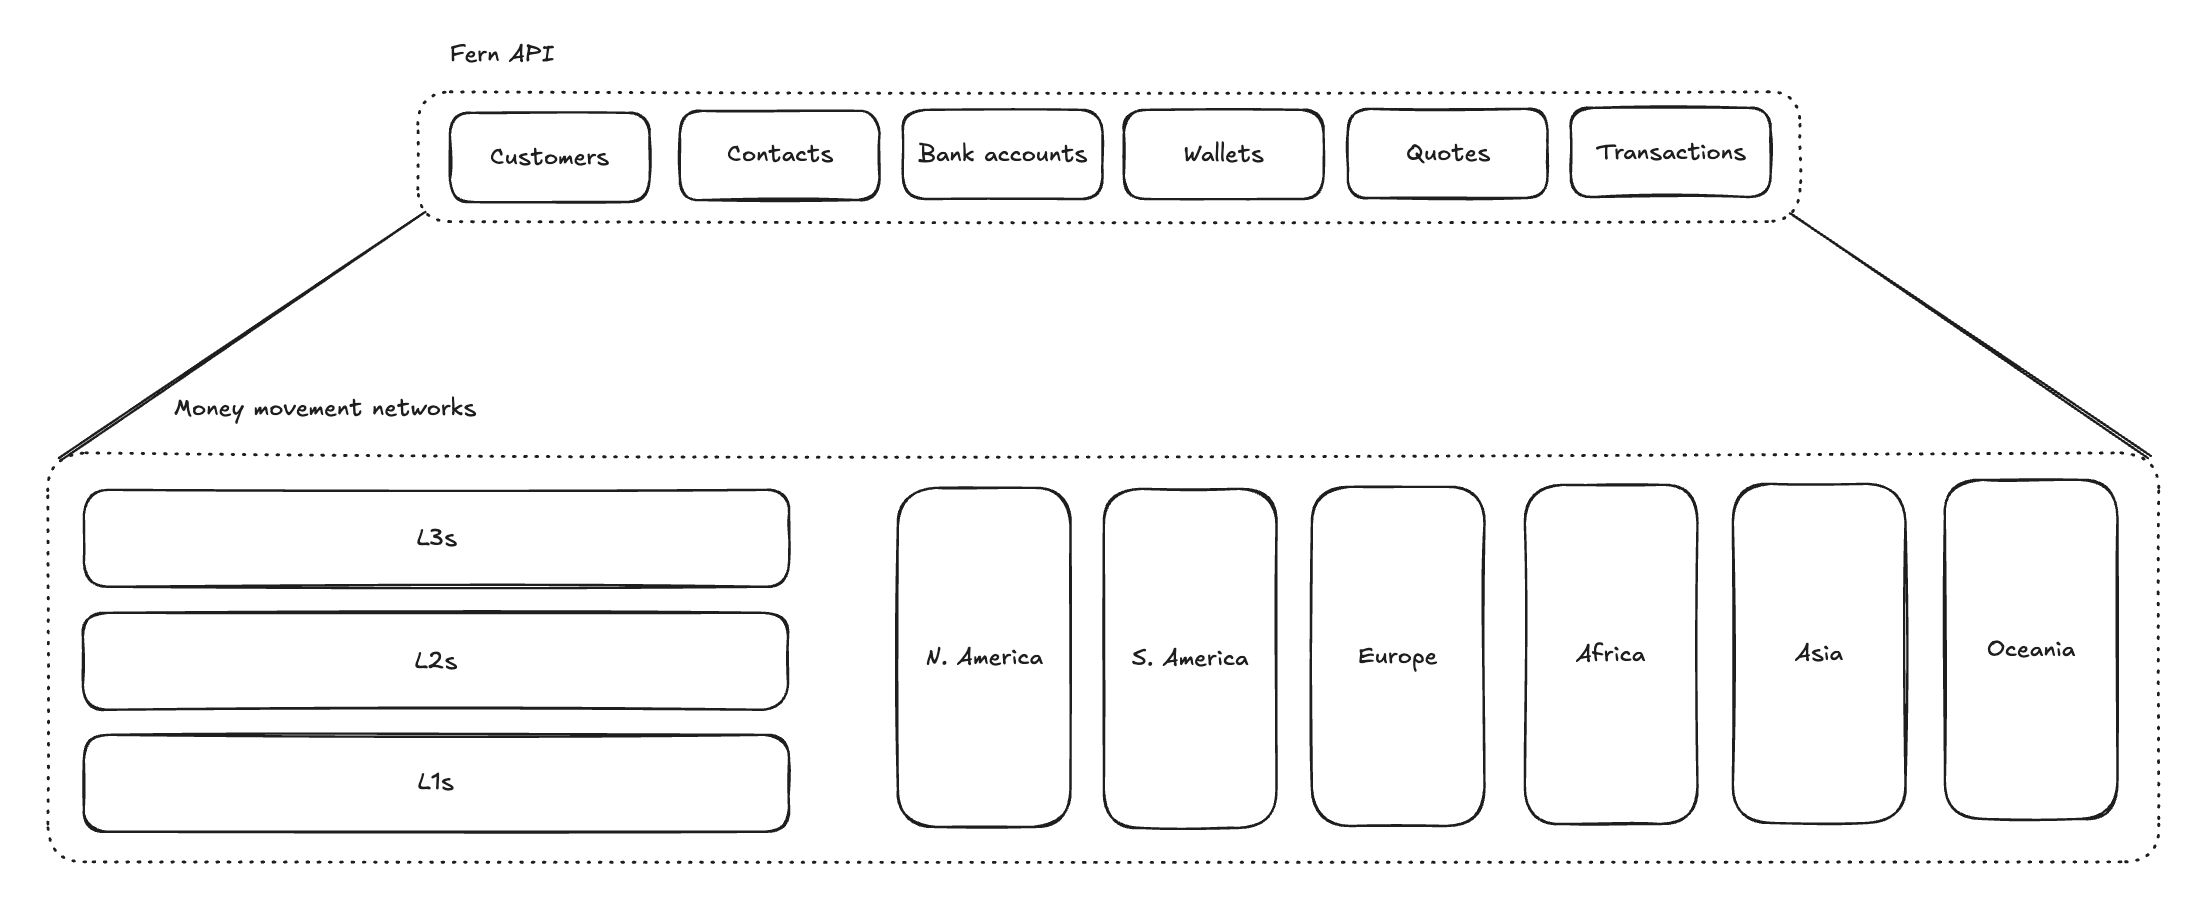 Fern API
Customers
Contacts
Bank accounts
Wallets
Quotes
Transactions
Money movement networks
L3s
L2s
L1s
N. America
S. America
Europe
Africa
Asia
Oceania